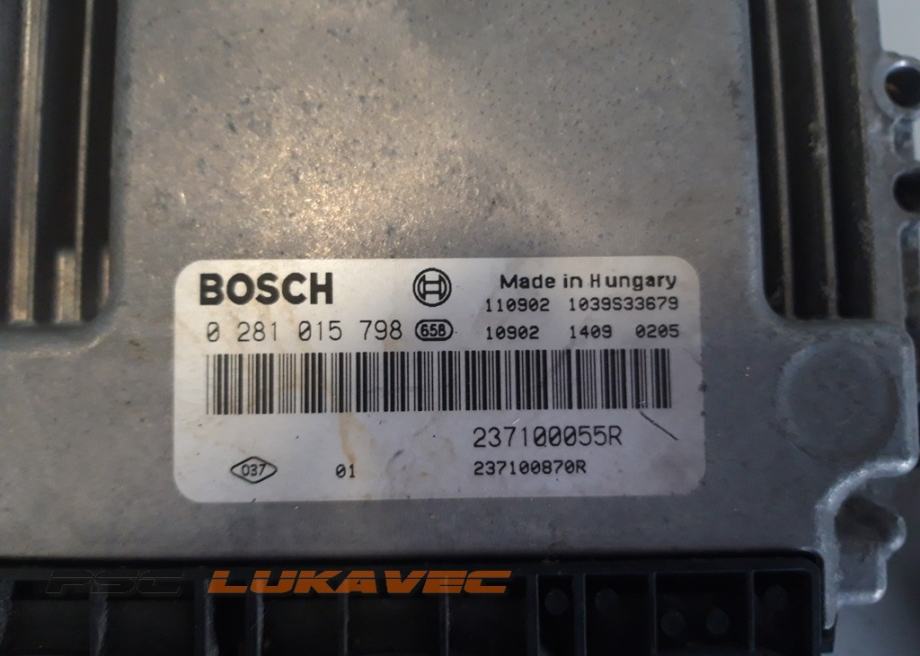 BOSCH Made in Hungary
110902 1039S33679
0 281 015 798 658 10902 1409 0205
237100055R
037 01 237100870R
PSC LUKAVEC